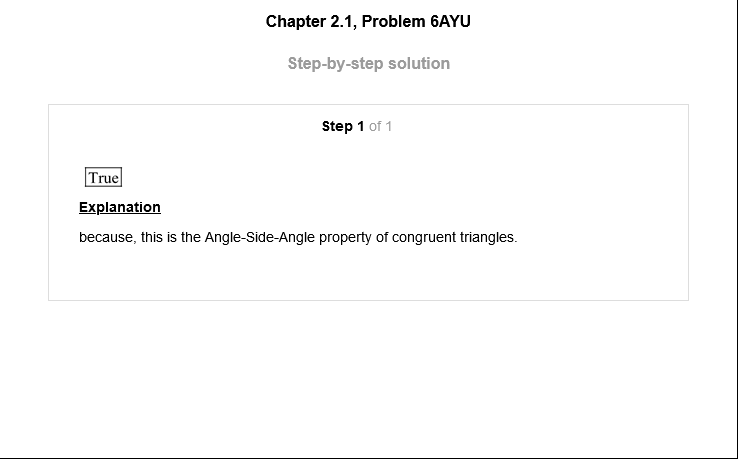 Chapter 2.1, Problem 6AYU
Step-by-step solution
Step 1 of 1
True
Explanation
because, this is the Angle-Side-Angle property of congruent triangles.